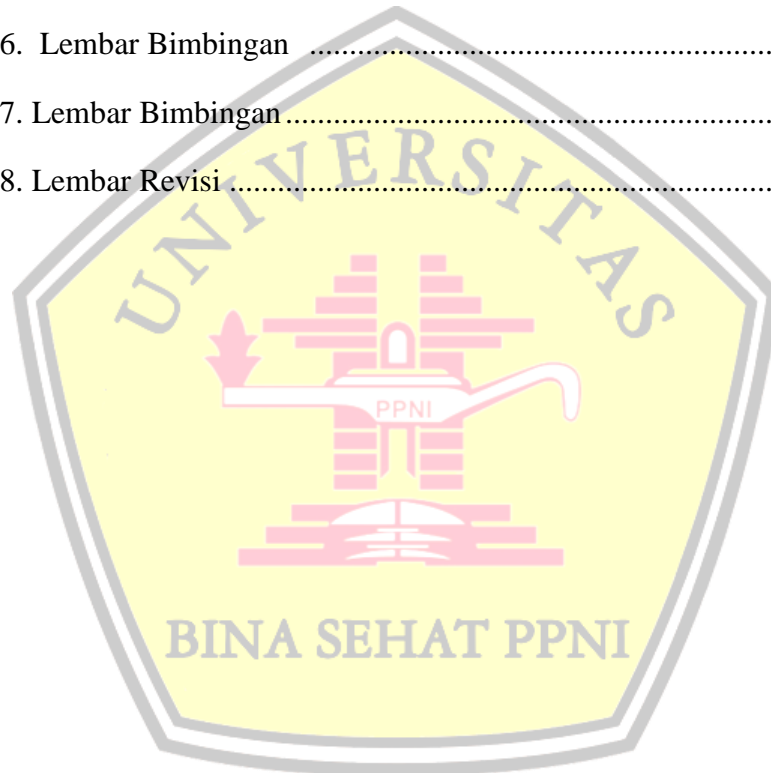 6. Lembar Bimbingan ..........................................................
7. Lembar Bimbingan .............................................................
8. Lembar Revisi ....................................................................
UNIVERSITAS
PPNI
BINA SEHAT PPNI